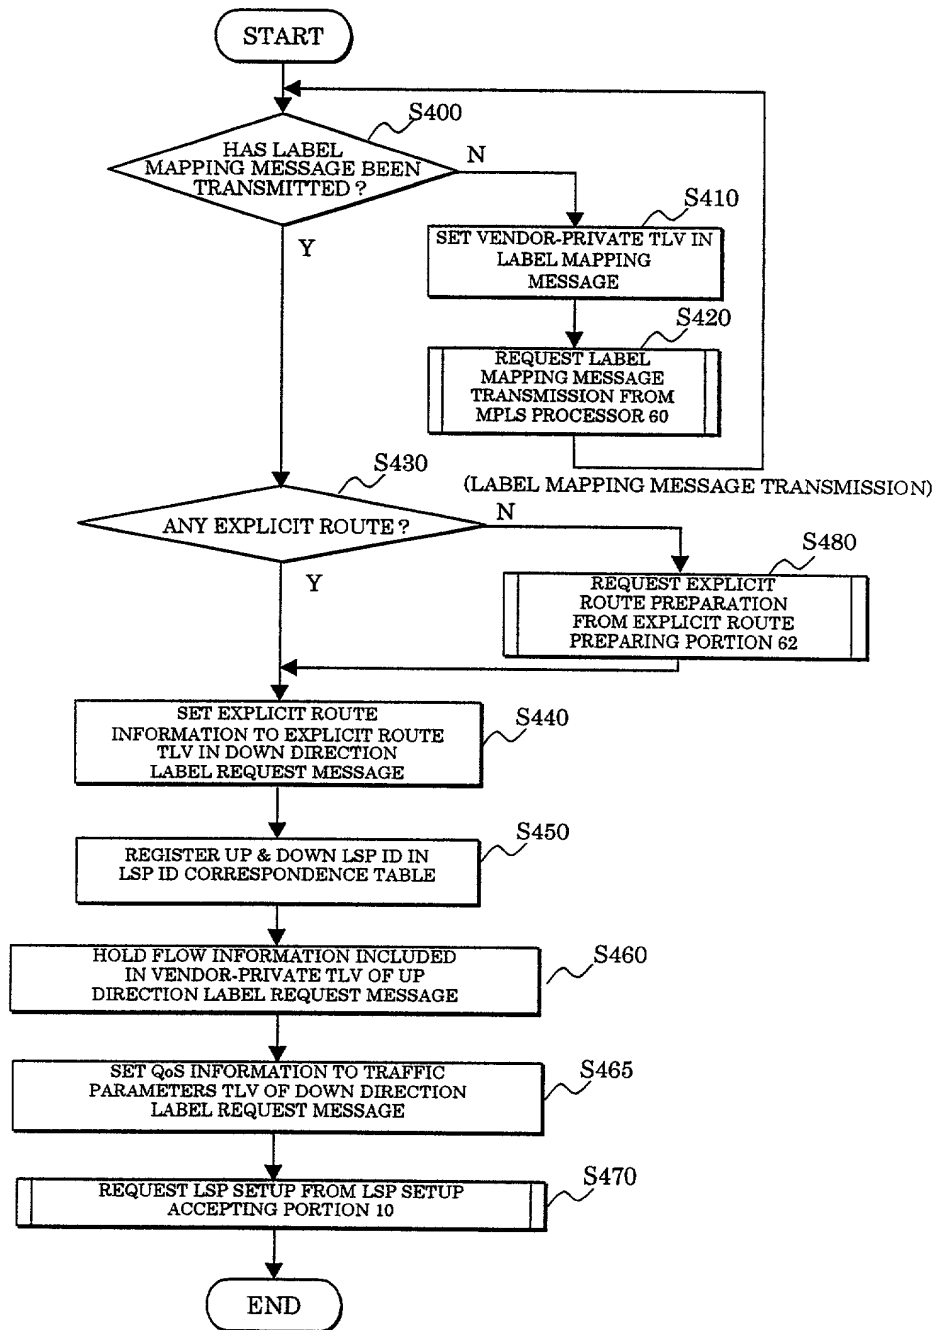 START
S400
HAS LABEL
MAPPING MESSAGE BEEN
TRANSMITTED ?
N
Y
S410
SET VENDOR-PRIVATE TLV IN
LABEL MAPPING
MESSAGE
S420
REQUEST LABEL
MAPPING MESSAGE
TRANSMISSION FROM
MPLS PROCESSOR 60
(LABEL MAPPING MESSAGE TRANSMISSION)
S430
ANY EXPLICIT ROUTE ?
N
Y
S480
REQUEST EXPLICIT
ROUTE PREPARATION
FROM EXPLICIT ROUTE
PREPARING PORTION 62
S440
SET EXPLICIT ROUTE
INFORMATION TO EXPLICIT ROUTE
TLV IN DOWN DIRECTION
LABEL REQUEST MESSAGE
S450
REGISTER UP & DOWN LSP ID IN
LSP ID CORRESPONDENCE TABLE
S460
HOLD FLOW INFORMATION INCLUDED
IN VENDOR-PRIVATE TLV OF UP
DIRECTION LABEL REQUEST MESSAGE
S465
SET QoS INFORMATION TO TRAFFIC
PARAMETERS TLV OF DOWN DIRECTION
LABEL REQUEST MESSAGE
S470
REQUEST LSP SETUP FROM LSP SETUP
ACCEPTING PORTION 10
END